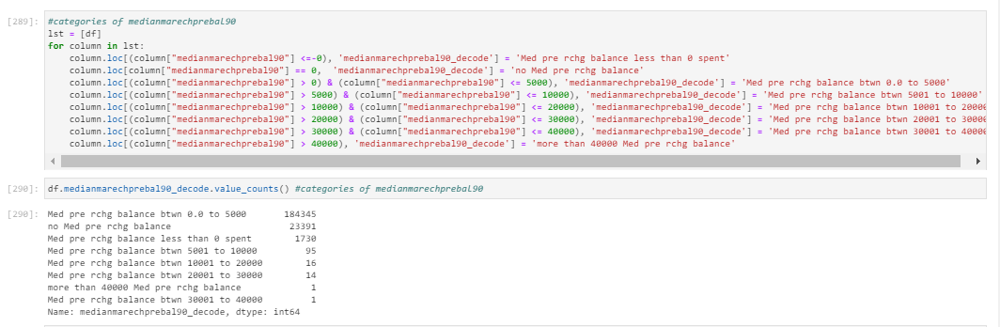 [289]: #categories of medianmarechprebal90
lst = [df]
for column in lst:
column.loc[(column["medianmarechprebal90"] <=-0), 'medianmarechprebal90_decode'] = 'Med pre rchg balance less than 0 spent'
column.loc[column["medianmarechprebal90"] == 0, 'medianmarechprebal90_decode'] = 'no Med pre rchg balance'
column.loc[(column["medianmarechprebal90"] > 0) & (column["medianmarechprebal90"] <= 5000), 'medianmarechprebal90_decode'] = 'Med pre rchg balance btwn 0.0 to 5000'
column.loc[(column["medianmarechprebal90"] > 5000) & (column["medianmarechprebal90"] <= 10000), 'medianmarechprebal90_decode'] = 'Med pre rchg balance btwn 5001 to 10000'
column.loc[(column["medianmarechprebal90"] > 10000) & (column["medianmarechprebal90"] <= 20000), 'medianmarechprebal90_decode'] = 'Med pre rchg balance btwn 10001 to 20000
column.loc[(column["medianmarechprebal90"] > 20000) & (column["medianmarechprebal90"] <= 30000), 'medianmarechprebal90_decode'] = 'Med pre rchg balance btwn 20001 to 30000
column.loc[(column["medianmarechprebal90"] > 30000) & (column["medianmarechprebal90"] <= 40000), 'medianmarechprebal90_decode'] = 'Med pre rchg balance btwn 30001 to 40000
column.loc[(column["medianmarechprebal90"] > 40000), 'medianmarechprebal90_decode'] = 'more than 40000 Med pre rchg balance'
[290]: df.medianmarechprebal90_decode.value_counts() #categories of medianmarechprebal90
[290]: Med pre rchg balance btwn 0.0 to 5000 184345
no Med pre rchg balance 23391
Med pre rchg balance less than 0 spent 1730
Med pre rchg balance btwn 5001 to 10000 95
Med pre rchg balance btwn 10001 to 20000 16
Med pre rchg balance btwn 20001 to 30000 14
more than 40000 Med pre rchg balance 1
Med pre rchg balance btwn 30001 to 40000 1
Name: medianmarechprebal90_decode, dtype: int64